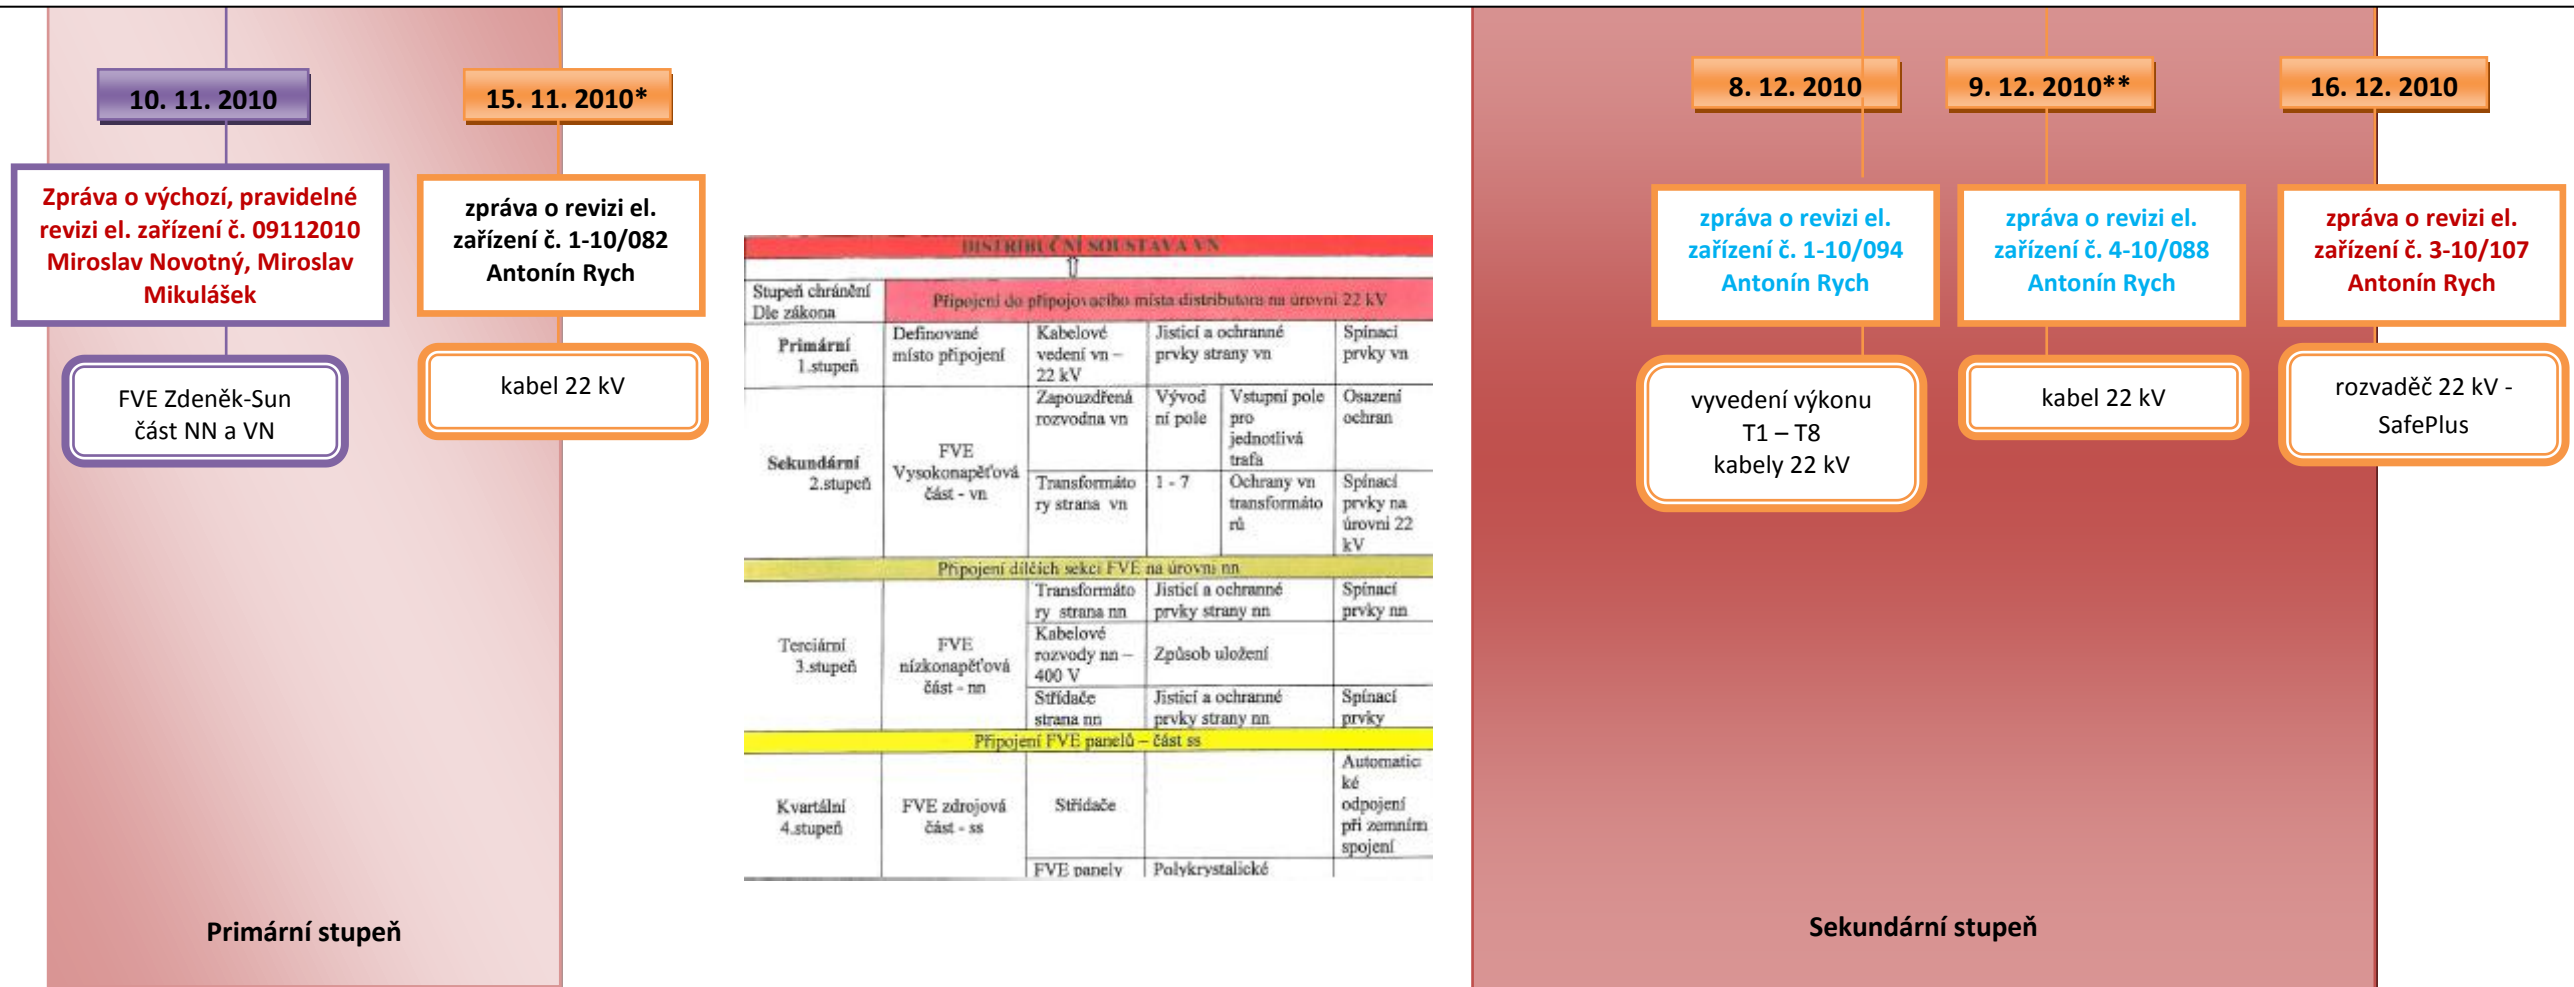 10. 11. 2010
15. 11. 2010*
8. 12. 2010
9. 12. 2010**
16. 12. 2010
Zpráva o výchozí, pravidelné
revizi el. zařízení č. 09112010
Miroslav Novotný, Miroslav
Mikulášek
FVE Zdeněk-Sun
část NN a VN
zpráva o revizi el.
zařízení č. 1-10/082
Antonín Rych
kabel 22 kV
DISTRIBUČNÍ SOUSTAVA VN
Stupeň chránění
Dle zákona
Připojení do připojovacího místa distributora na úrovni 22 kV
Primární
1.stupeň
Definované
místo připojení
Kabelové
vedení vn –
22 kV
Jisticí a ochranné
prvky strany vn
Spínací
prvky vn
Sekundární
2.stupeň
FVE
Vysokonapěťová
část - vn
Zapouzdřená
rozvodna vn
Vývod
ní pole
Vstupní pole
pro
jednotlivá
trafa
Osazení
ochran
Transformáto
ry strana vn
1 - 7
Ochrany vn
transformáto
rů
Spínací
prvky na
úrovni 22
kV
Připojení dílčích sekcí FVE na úrovni nn
Terciární
3.stupeň
FVE
nízkonapěťová
část - nn
Transformáto
ry strana nn
Jisticí a ochranné
prvky strany nn
Spínací
prvky nn
Kabelové
rozvody nn –
400 V
Způsob uložení
Střídače
strana nn
Jisticí a ochranné
prvky strany nn
Spínací
prvky
Připojení FVE panelů – část ss
Kvartální
4.stupeň
FVE zdrojová
část - ss
Střídače
Automatic
ké
odpojení
při zemním
spojení
FVE panely
Polykrystalické
zpráva o revizi el.
zařízení č. 1-10/094
Antonín Rych
vyvedení výkonu
T1 – T8
kabely 22 kV
zpráva o revizi el.
zařízení č. 4-10/088
Antonín Rych
kabel 22 kV
zpráva o revizi el.
zařízení č. 3-10/107
Antonín Rych
rozvaděč 22 kV -
SafePlus
Primární stupeň
Sekundární stupeň